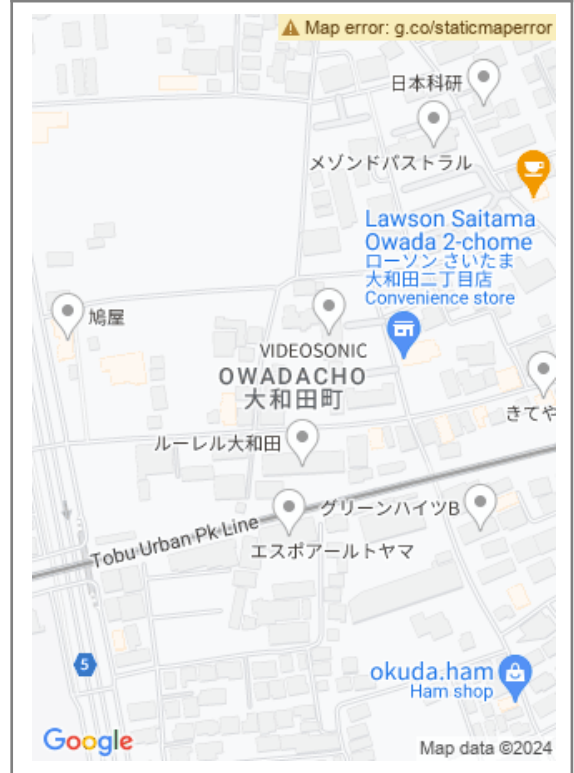 Map error: g.co/staticmaperror
日本科研
メゾンドパストラル
Lawson Saitama
Owada 2-chome
ローソン さいたま
大和田二丁目店
Convenience store
鳩屋
VIDEOSONIC
OWADACHO
大和田町
きてや
ルーレル大和田
グリーンハイツB
Tobu Urban Pk Line
エスポアールトヤマ
5
okuda.ham
Ham shop
Google
Map data ©2024